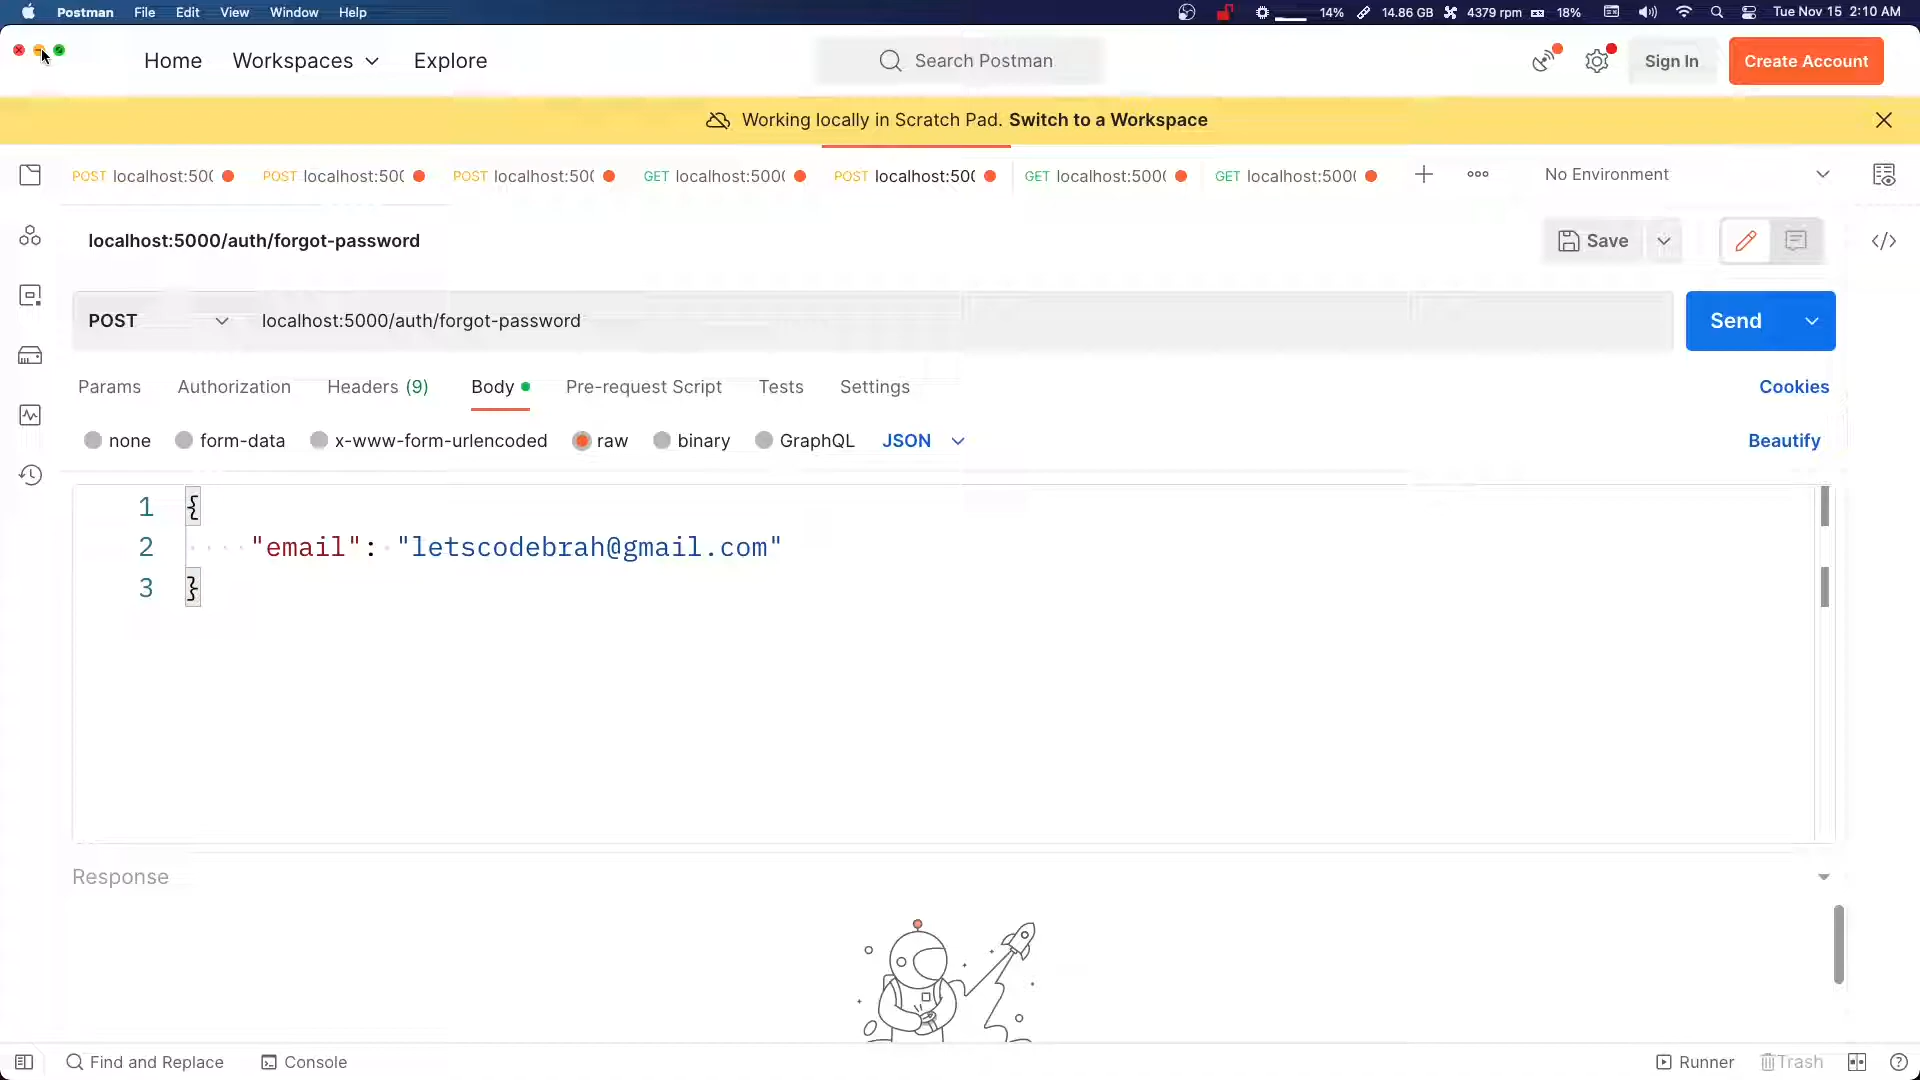 Postman File Edit View Window Help 14% 14.86 GB 4379 rpm 18% Tue Nov 15 2:10 AM
Home Workspaces Explore Search Postman Sign In Create Account
Working locally in Scratch Pad. Switch to a Workspace
POST localhost:500 POST localhost:500 POST localhost:500 GET localhost:5000 POST localhost:500 GET localhost:5000 GET localhost:5000 No Environment
localhost:5000/auth/forgot-password Save
POST localhost:5000/auth/forgot-password Send
Params Authorization Headers (9) Body Pre-request Script Tests Settings Cookies
none form-data x-www-form-urlencoded raw binary GraphQL JSON Beautify
1 {
2 "email": "letscodebrah@gmail.com"
3 }
Response
Find and Replace Console Runner Trash